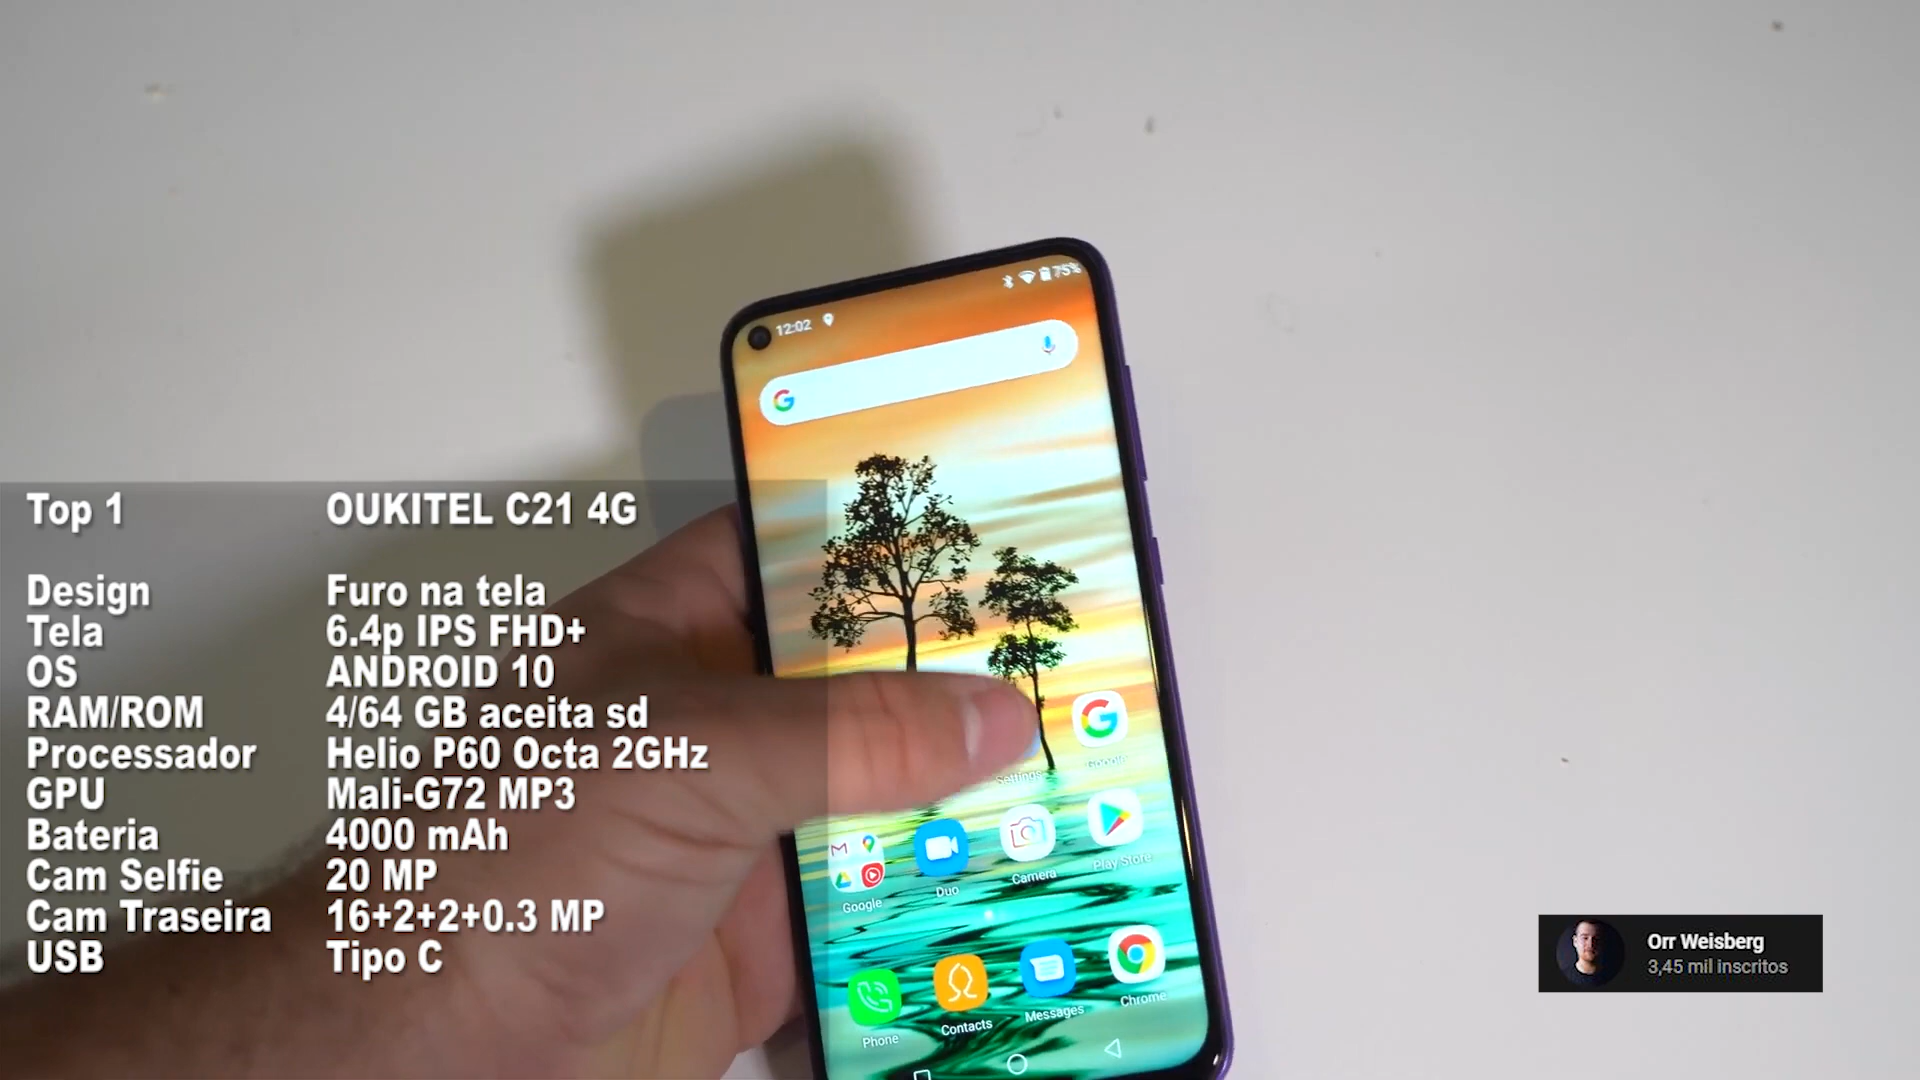 12:02
75%
Top 1 OUKITEL C21 4G
Design Furo na tela
Tela 6.4p IPS FHD+
OS ANDROID 10
RAM/ROM 4/64 GB aceita sd
Processador Helio P60 Octa 2GHz
GPU Mali-G72 MP3
Bateria 4000 mAh
Cam Selfie 20 MP
Cam Traseira 16+2+2+0.3 MP
USB Tipo C
Settings Google
Google Duo Camera Play Store
Phone Contacts Messages Chrome
Orr Weisberg
3,45 mil inscritos